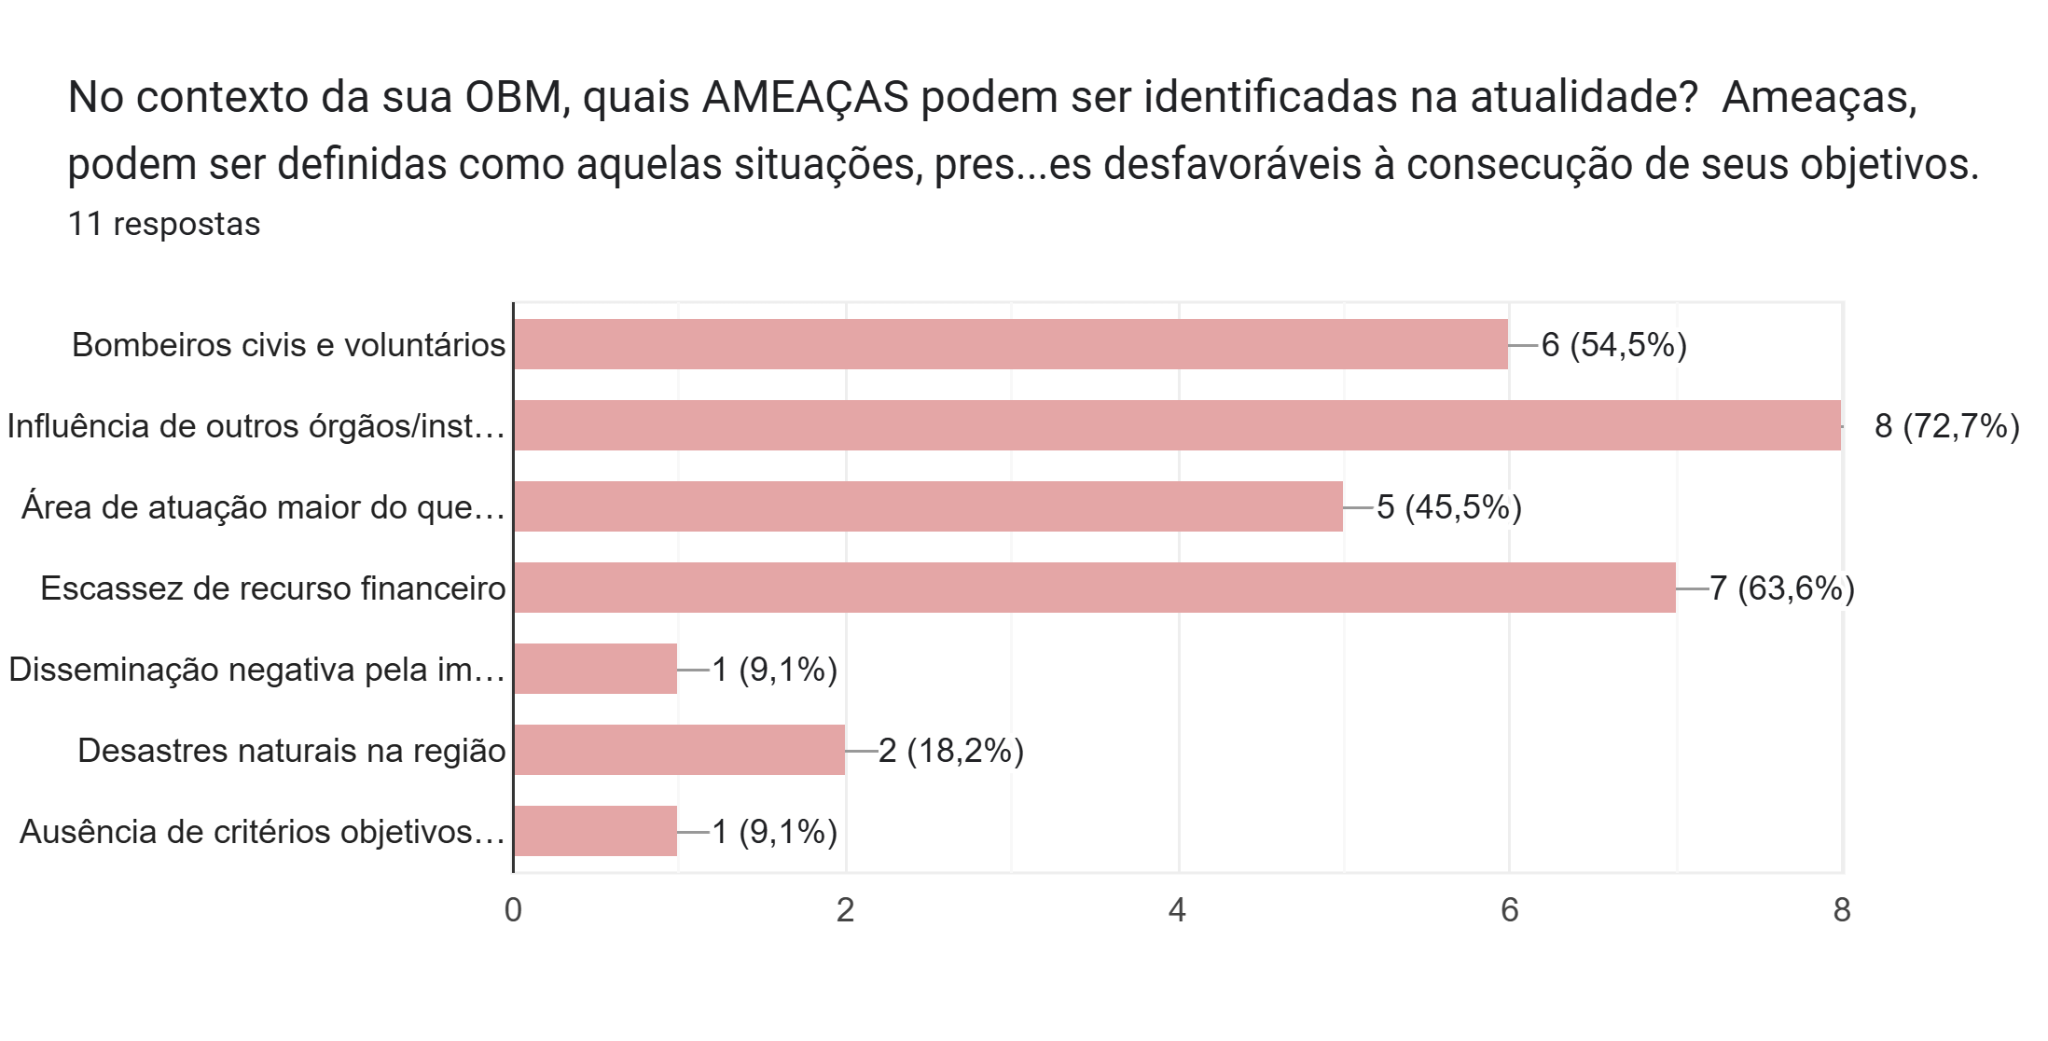 No contexto da sua OBM, quais AMEAÇAS podem ser identificadas na atualidade?  Ameaças,
podem ser definidas como aquelas situações, pres...es desfavoráveis à consecução de seus objetivos.
11 respostas
Bombeiros civis e voluntários
6 (54,5%)
Influência de outros órgãos/inst…
8 (72,7%)
Área de atuação maior do que…
5 (45,5%)
Escassez de recurso financeiro
7 (63,6%)
Disseminação negativa pela im…
1 (9,1%)
Desastres naturais na região
2 (18,2%)
Ausência de critérios objetivos…
1 (9,1%)
0 2 4 6 8